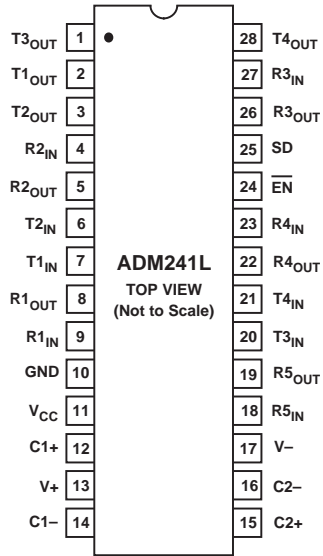 T3OUT 1 28 T4OUT
T1OUT 2 27 R3IN
T2OUT 3 26 R3OUT
R2IN 4 25 SD
R2OUT 5 24 E̅N̅
T2IN 6 23 R4IN
T1IN 7 ADM241L 22 R4OUT
TOP VIEW
R1OUT 8 (Not to Scale) 21 T4IN
R1IN 9 20 T3IN
GND 10 19 R5OUT
VCC 11 18 R5IN
C1+ 12 17 V–
V+ 13 16 C2–
C1– 14 15 C2+